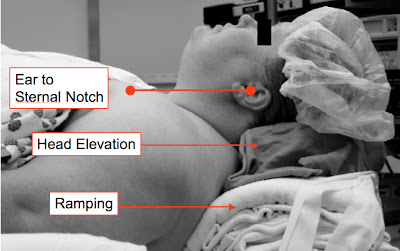 Ear to
Sternal Notch
Head Elevation
Ramping